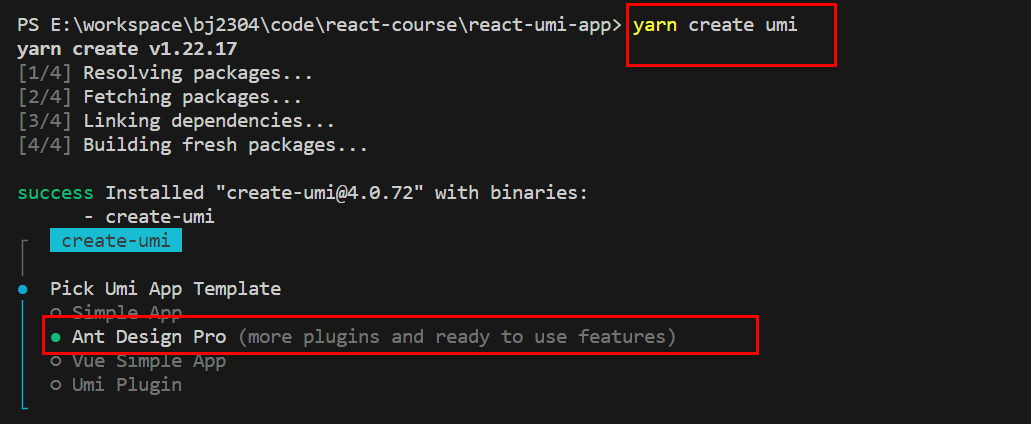 PS E:\workspace\bj2304\code\react-course\react-umi-app> yarn create umi
yarn create v1.22.17
[1/4] Resolving packages...
[2/4] Fetching packages...
[3/4] Linking dependencies...
[4/4] Building fresh packages...
success Installed "create-umi@4.0.72" with binaries:
- create-umi
create-umi
Pick Umi App Template
Simple App
Ant Design Pro (more plugins and ready to use features)
Vue Simple App
Umi Plugin